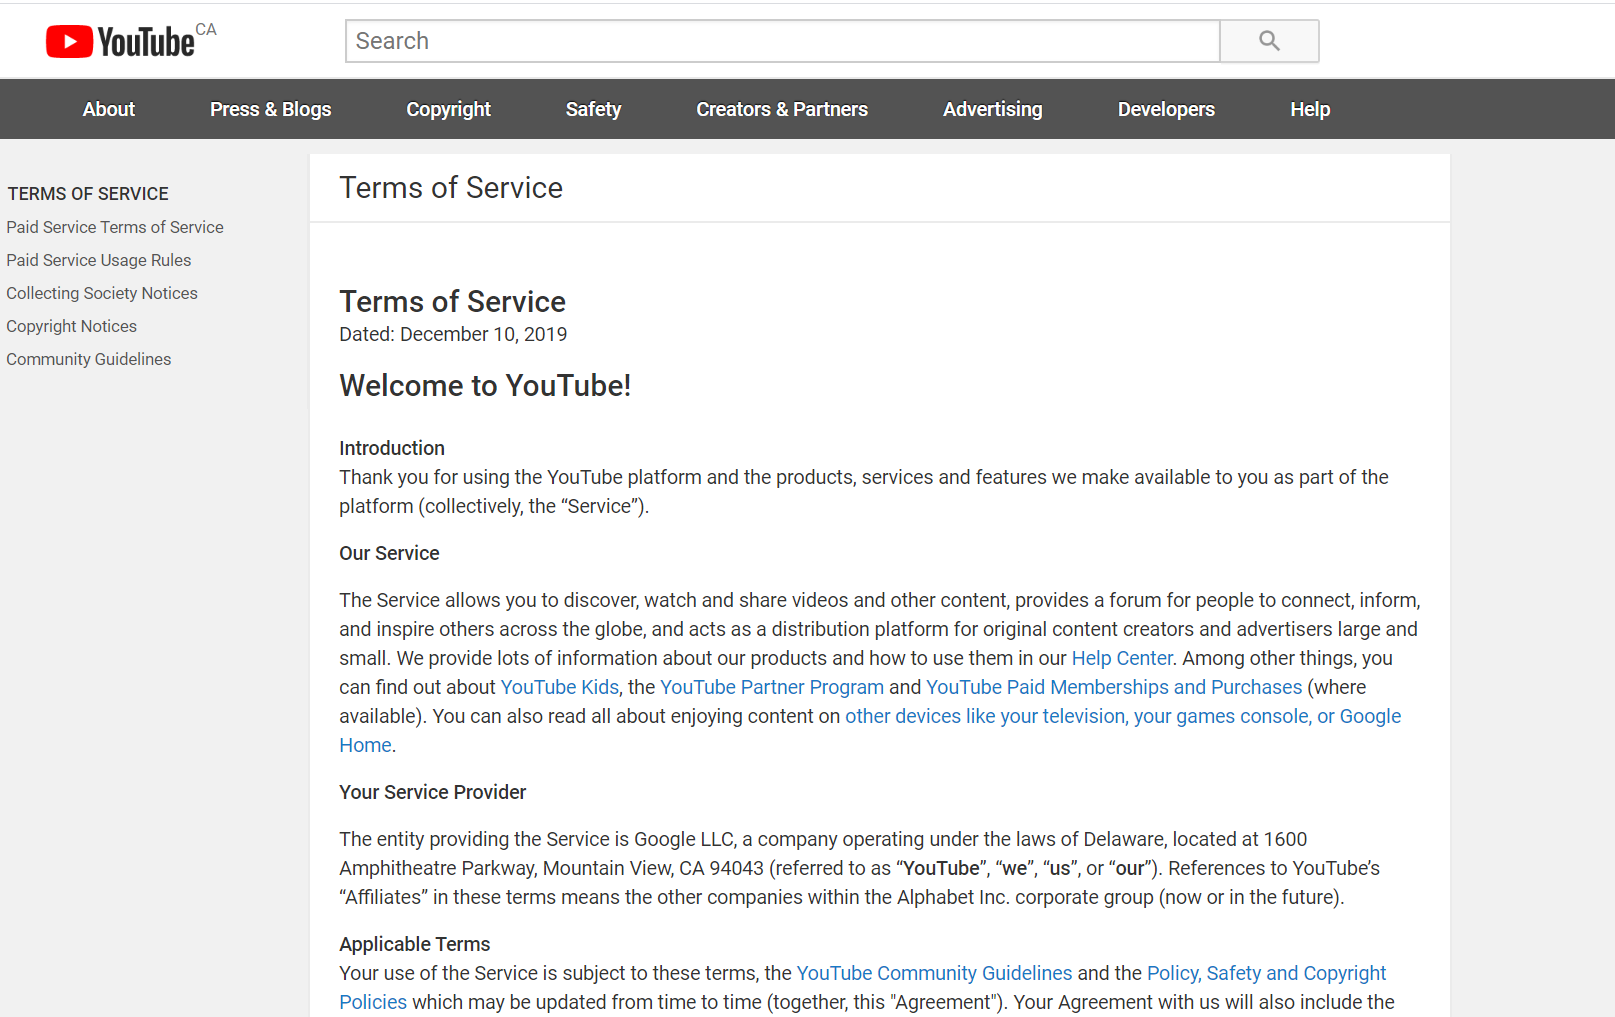 YouTube CA
Search
About Press & Blogs Copyright Safety Creators & Partners Advertising Developers Help
TERMS OF SERVICE
Paid Service Terms of Service
Paid Service Usage Rules
Collecting Society Notices
Copyright Notices
Community Guidelines
Terms of Service
Terms of Service
Dated: December 10, 2019
Welcome to YouTube!
Introduction
Thank you for using the YouTube platform and the products, services and features we make available to you as part of the
platform (collectively, the “Service”).
Our Service
The Service allows you to discover, watch and share videos and other content, provides a forum for people to connect, inform,
and inspire others across the globe, and acts as a distribution platform for original content creators and advertisers large and
small. We provide lots of information about our products and how to use them in our Help Center. Among other things, you
can find out about YouTube Kids, the YouTube Partner Program and YouTube Paid Memberships and Purchases (where
available). You can also read all about enjoying content on other devices like your television, your games console, or Google
Home.
Your Service Provider
The entity providing the Service is Google LLC, a company operating under the laws of Delaware, located at 1600
Amphitheatre Parkway, Mountain View, CA 94043 (referred to as “YouTube”, “we”, “us”, or “our”). References to YouTube’s
“Affiliates” in these terms means the other companies within the Alphabet Inc. corporate group (now or in the future).
Applicable Terms
Your use of the Service is subject to these terms, the YouTube Community Guidelines and the Policy, Safety and Copyright
Policies which may be updated from time to time (together, this "Agreement"). Your Agreement with us will also include the